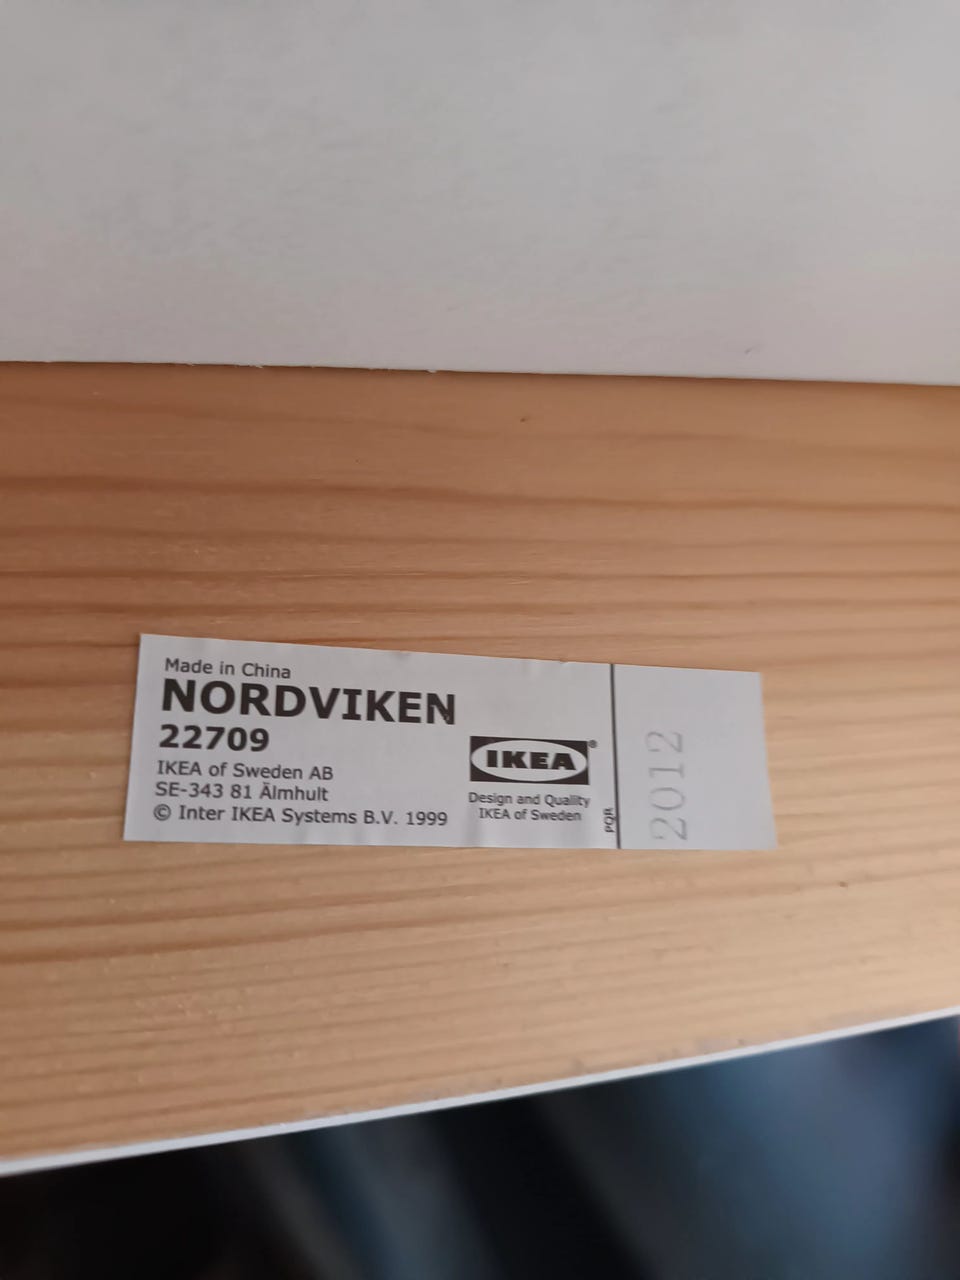 Made in China
NORDVIKEN
22709
IKEA of Sweden AB
SE-343 81 Älmhult
© Inter IKEA Systems B.V. 1999
IKEA®
Design and Quality
IKEA of Sweden
PQR
2012